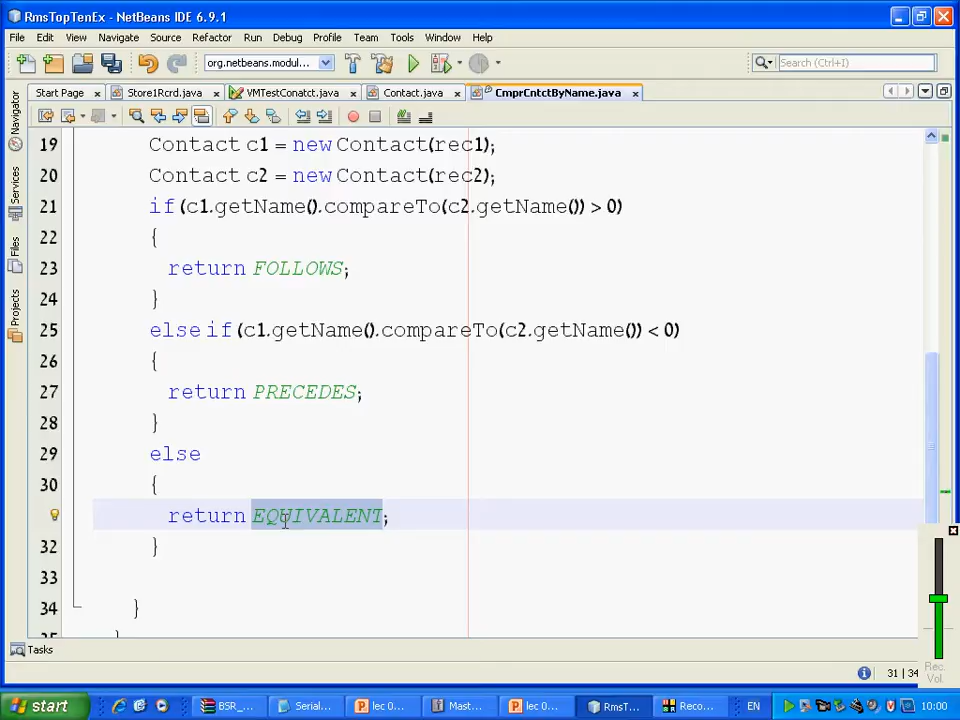 RmsTopTenEx - NetBeans IDE 6.9.1
File Edit View Navigate Source Refactor Run Debug Profile Team Tools Window Help
org.netbeans.modul... Search (Ctrl+I)
Start Page Store1Rcrd.java VMTestConatct.java Contact.java CmprCntctByName.java
Navigator
Services
Files
Projects
19 Contact c1 = new Contact(rec1);
20 Contact c2 = new Contact(rec2);
21 if (c1.getName().compareTo(c2.getName()) > 0)
22 {
23 return FOLLOWS;
24 }
25 else if (c1.getName().compareTo(c2.getName()) < 0)
26 {
27 return PRECEDES;
28 }
29 else
30 {
return EQUIVALENT;
32 }
33
34 }
35 }
Tasks
Rec.
Vol.
31 | 34
start BSR_... Serial... lec 0... Mast... lec 0... RmsT... Reco... EN 10:00